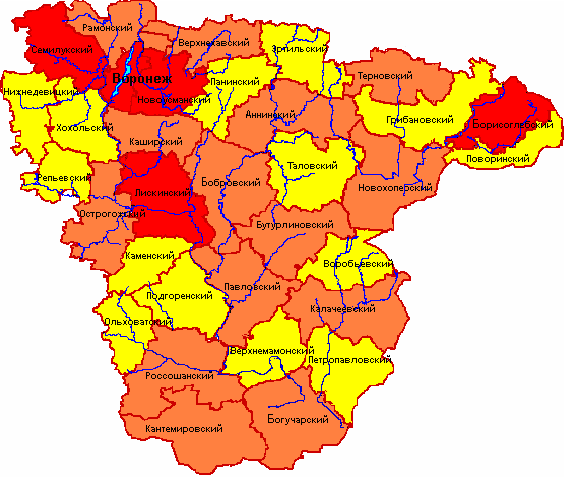 Рамонский
Семилукский
Верхнехавский
Эртильский
Воронеж
Терновский
Нижнедевицкий
Панинский
Новоусманский
Аннинский
Грибановский
Борисоглебский
Хохольский
Каширский
Поворинский
Таловский
Репьевский
Лискинский
Бобровский
Новохоперский
Острогожский
Бутурлиновский
Каменский
Воробьевский
Павловский
Подгоренский
Калачеевский
Ольховатский
Верхнемамонский
Петропавловский
Россошанский
Богучарский
Кантемировский